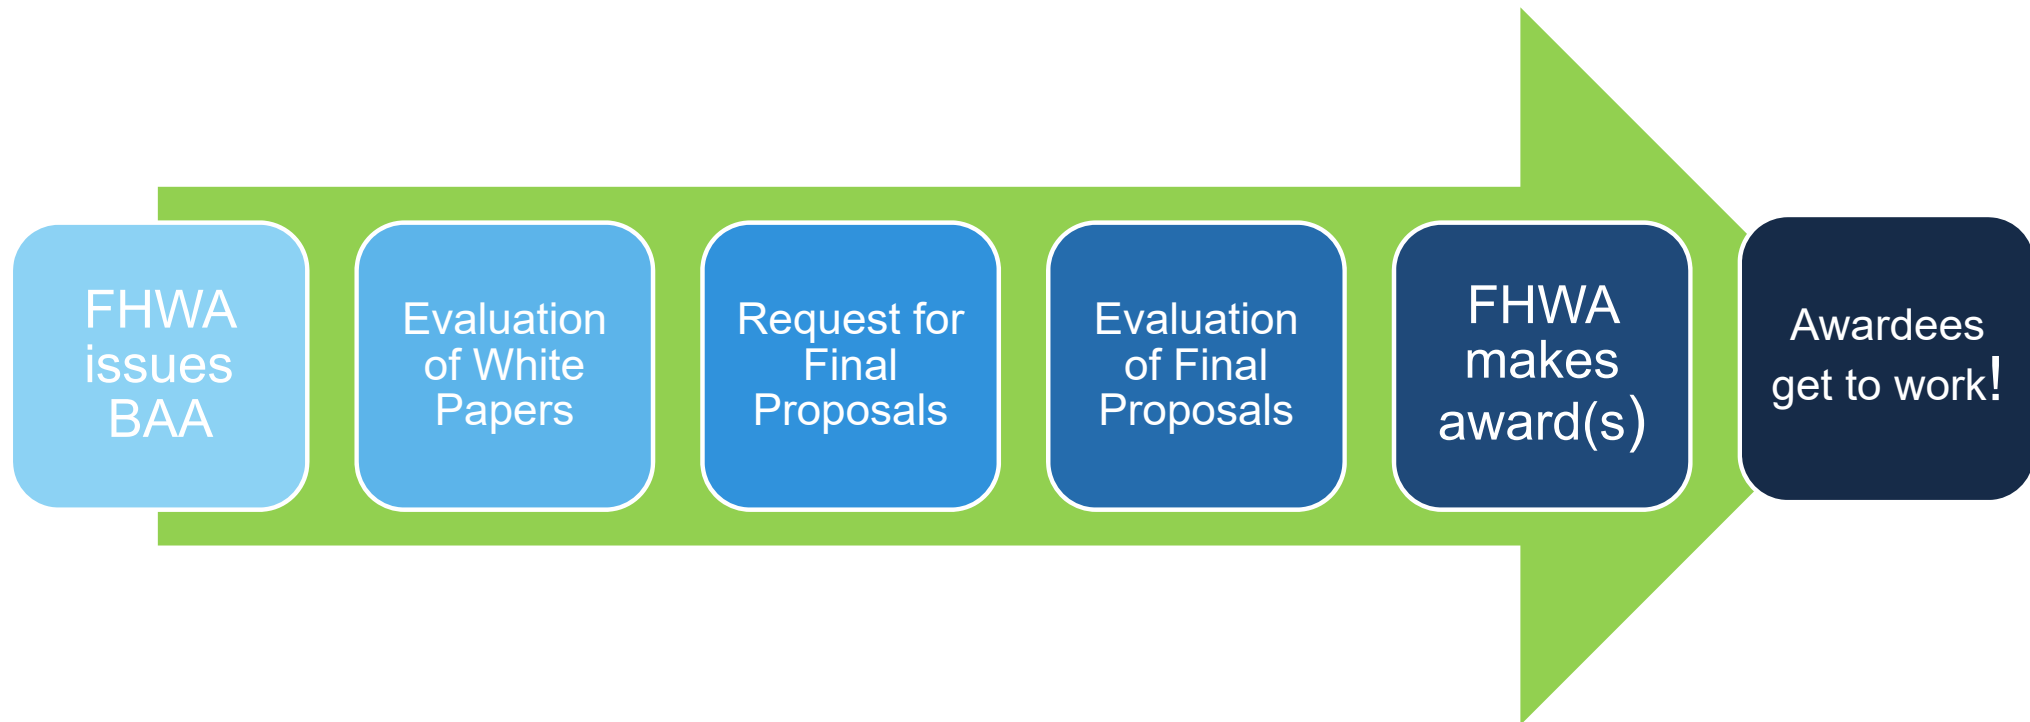 FHWA
issues
BAA
Evaluation
of White
Papers
Request for
Final
Proposals
Evaluation
of Final
Proposals
FHWA
makes
award(s)
Awardees
get to work!